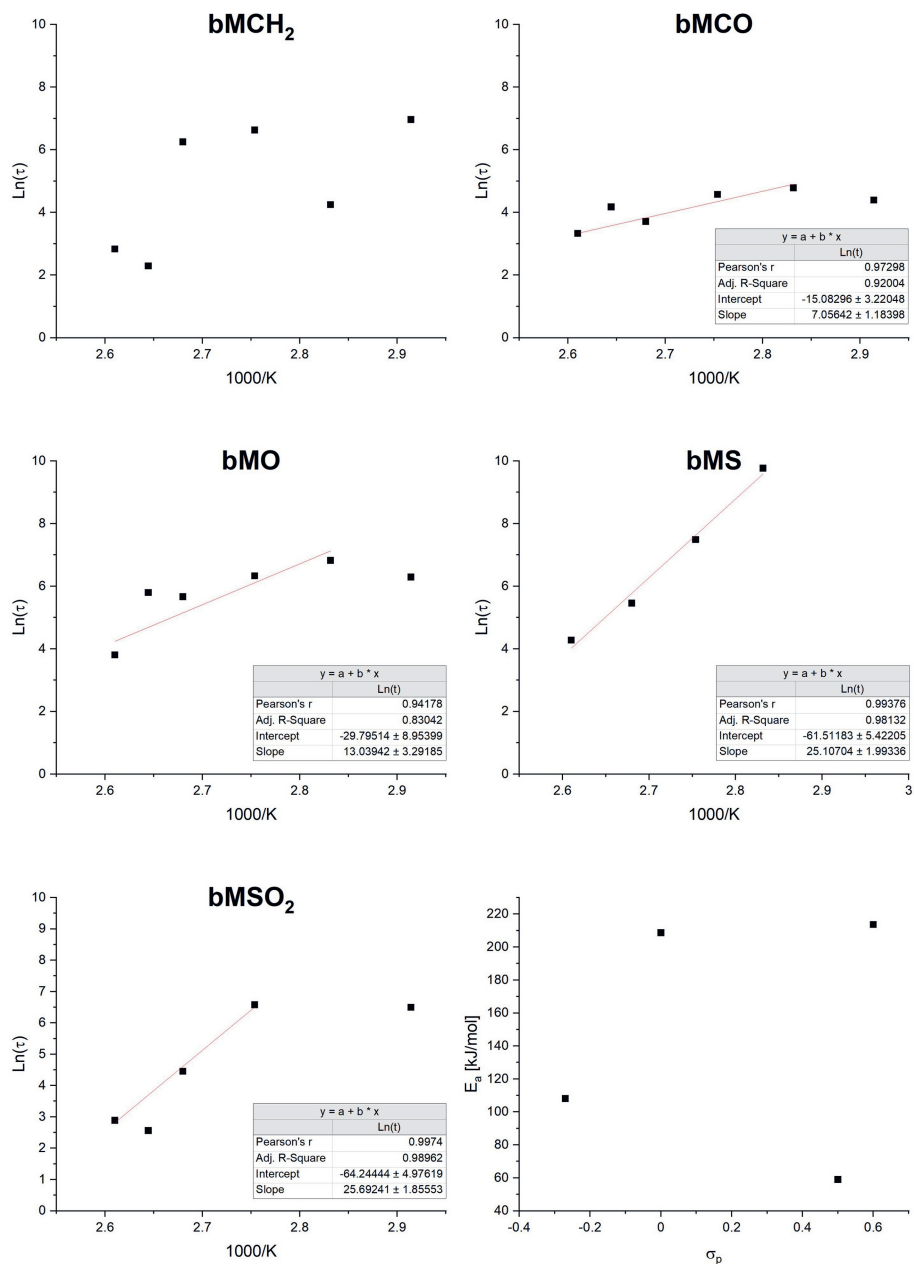 bMCH₂
10
8
6
4
2
0
Ln(τ)
2.6 2.7 2.8 2.9
1000/K
bMCO
10
8
6
4
2
0
Ln(τ)
y = a + b * x
Ln(t)
Pearson's r 0.97298
Adj. R-Square 0.92004
Intercept -15.08296 ± 3.22048
Slope 7.05642 ± 1.18398
2.6 2.7 2.8 2.9
1000/K
bMO
10
8
6
4
2
0
Ln(τ)
y = a + b * x
Ln(t)
Pearson's r 0.94178
Adj. R-Square 0.83042
Intercept -29.79514 ± 8.95399
Slope 13.03942 ± 3.29185
2.6 2.7 2.8 2.9
1000/K
bMS
10
8
6
4
2
0
Ln(τ)
y = a + b * x
Ln(t)
Pearson's r 0.99376
Adj. R-Square 0.98132
Intercept -61.51183 ± 5.42205
Slope 25.10704 ± 1.99336
2.6 2.7 2.8 2.9 3
1000/K
bMSO₂
10
9
8
7
6
5
4
3
2
1
0
Ln(τ)
y = a + b * x
Ln(t)
Pearson's r 0.9974
Adj. R-Square 0.98962
Intercept -64.24444 ± 4.97619
Slope 25.69241 ± 1.85553
2.6 2.7 2.8 2.9
1000/K
220
200
180
160
140
120
100
80
60
40
Eₐ [kJ/mol]
-0.4 -0.2 0 0.2 0.4 0.6
σₚ